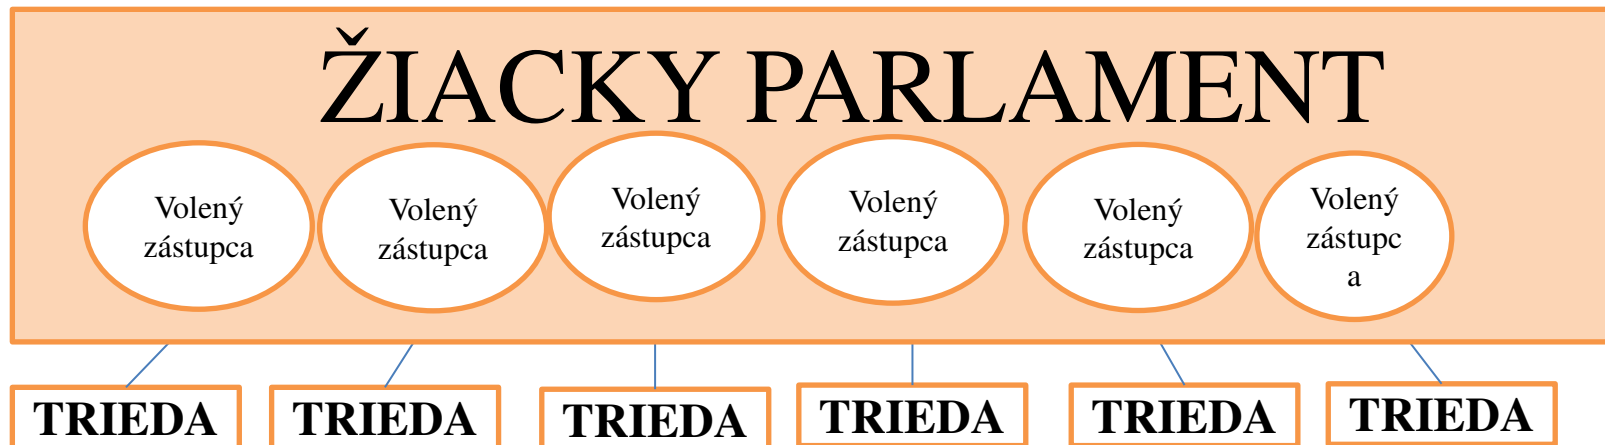 ŽIACKY PARLAMENT
Volený
zástupca
Volený
zástupca
Volený
zástupca
Volený
zástupca
Volený
zástupca
Volený
zástupc
a
TRIEDA
TRIEDA
TRIEDA
TRIEDA
TRIEDA
TRIEDA